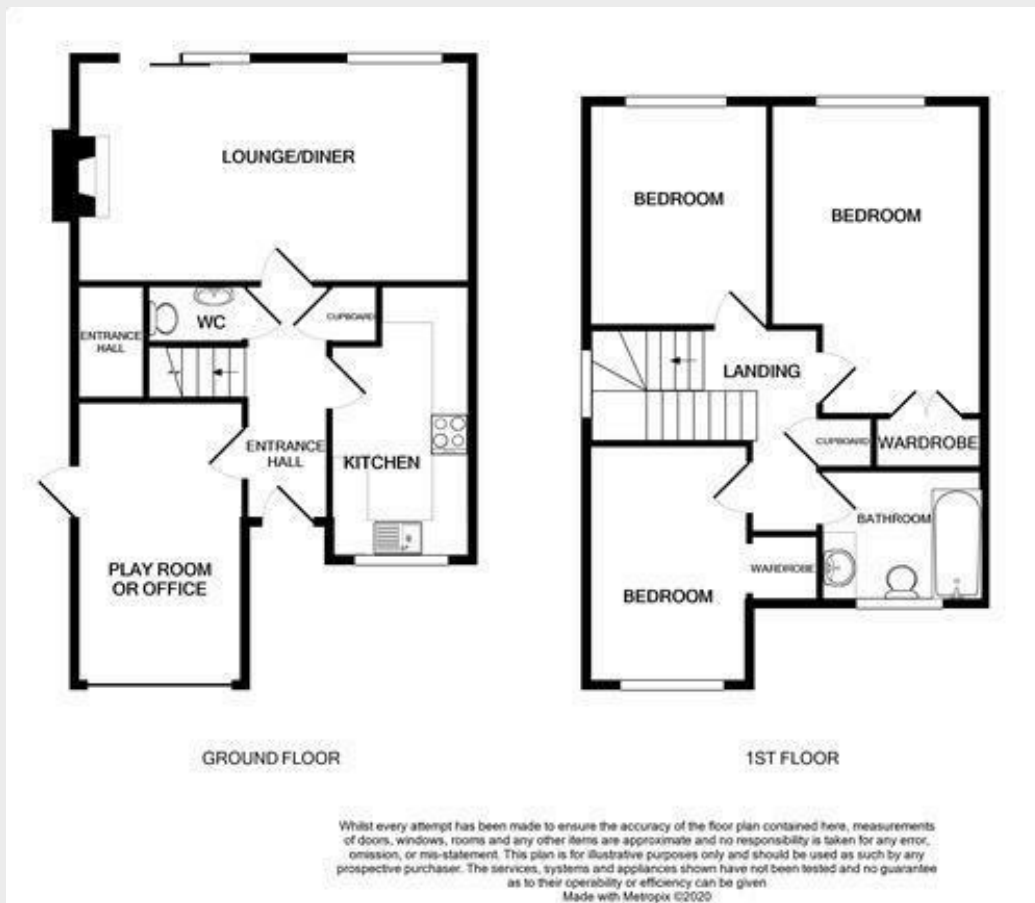 LOUNGE/DINER
WC
CUPBOARD
ENTRANCE
HALL
ENTRANCE
HALL
KITCHEN
PLAY ROOM
OR OFFICE
GROUND FLOOR
BEDROOM
BEDROOM
LANDING
CUPBOARD
WARDROBE
BATHROOM
WARDROBE
BEDROOM
1ST FLOOR
Whilst every attempt has been made to ensure the accuracy of the floor plan contained here, measurements
of doors, windows, rooms and any other items are approximate and no responsibility is taken for any error,
omission, or mis-statement. This plan is for illustrative purposes only and should be used as such by any
prospective purchaser. The services, systems and appliances shown have not been tested and no guarantee
as to their operability or efficiency can be given
Made with Metropix ©2020